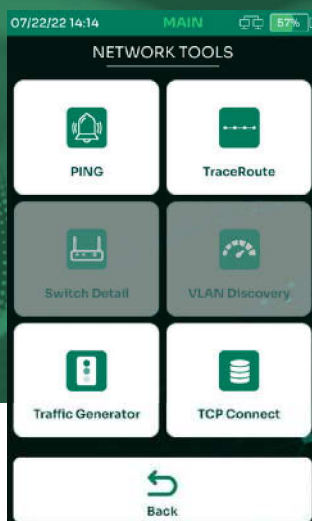 07/22/22 14:14 MAIN 57%
NETWORK TOOLS
PING TraceRoute
Switch Detail VLAN Discovery
Traffic Generator TCP Connect
Back